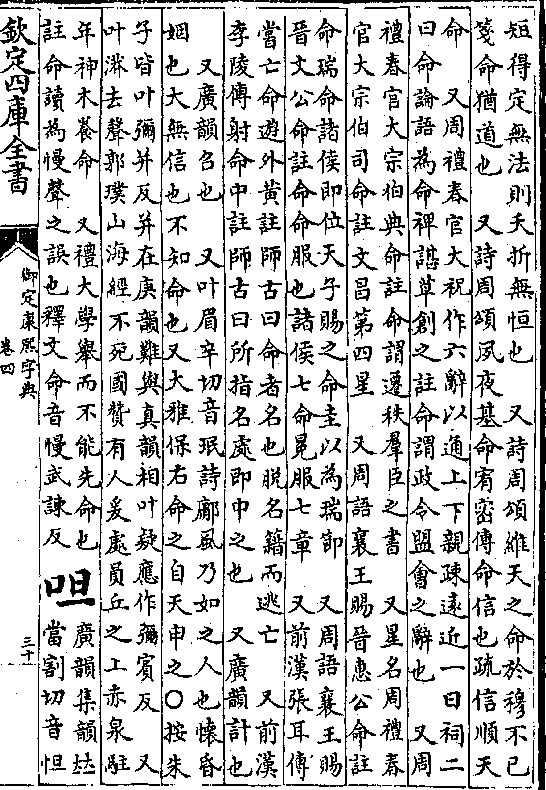 短得定無法則夭折無恒也　又詩周頌維天之命於穆不已
箋命猶道也　又詩周頌夙夜基命宥密傳命信也疏信順天
命　又周禮春官大祝作六辭以通上下親疎遠近一曰祠二
曰命論語為命裨諶草創之註命謂政令盟會之辭也　又周
禮春官大宗伯典命註命謂遷秩羣臣之書　又星名周禮春
官大宗伯司命註文昌第四星　又周語襄王賜晉惠公命註
命瑞命諸侯即位天子賜之命圭以為瑞節　又周語襄王賜
晉文公命註命命服也諸侯七命冕服七章　又前漢張耳傳
嘗亡命遊外黃註師古曰命者名也脫名籍而逃亡　又前漢
李陵傳射命中註師古曰所指名處即中之也　又廣韻計也
又廣韻召也　又叶眉辛切音珉詩鄘風乃如之人也懷昏
姻也大無信也不知命也又大雅保右命之自天申之○按朱
子皆叶彌并反并在庚韻難與真韻相叶疑應作彌賓反　又
叶漭去聲郭璞山海經不死國贊有人爰處員丘之上赤泉駐
年神木養命　又禮大學舉而不能先命也
註命讀為慢聲之誤也釋文命音慢武諫反
呾
廣韻集韻𠀤
當割切音怛
欽定四庫全書
御定康熙字典
卷四
三十